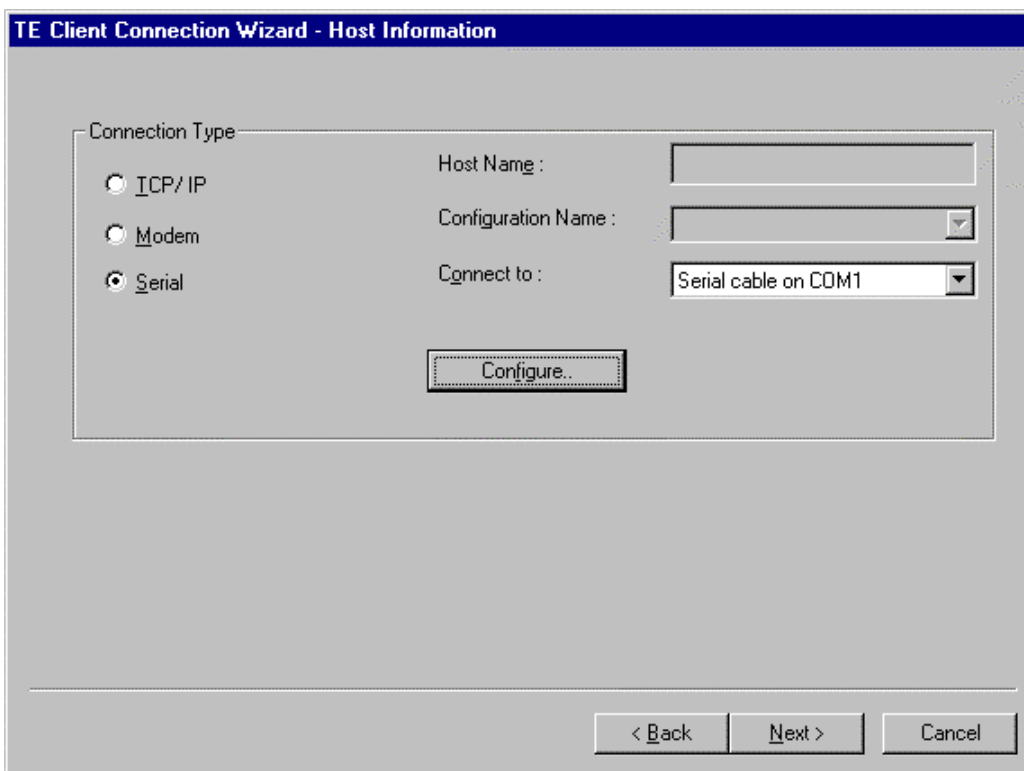 TE Client Connection Wizard - Host Information
Connection Type
TCP/ IP
Modem
Serial
Host Name :
Configuration Name :
Connect to :
Serial cable on COM1
Configure..
< Back
Next >
Cancel